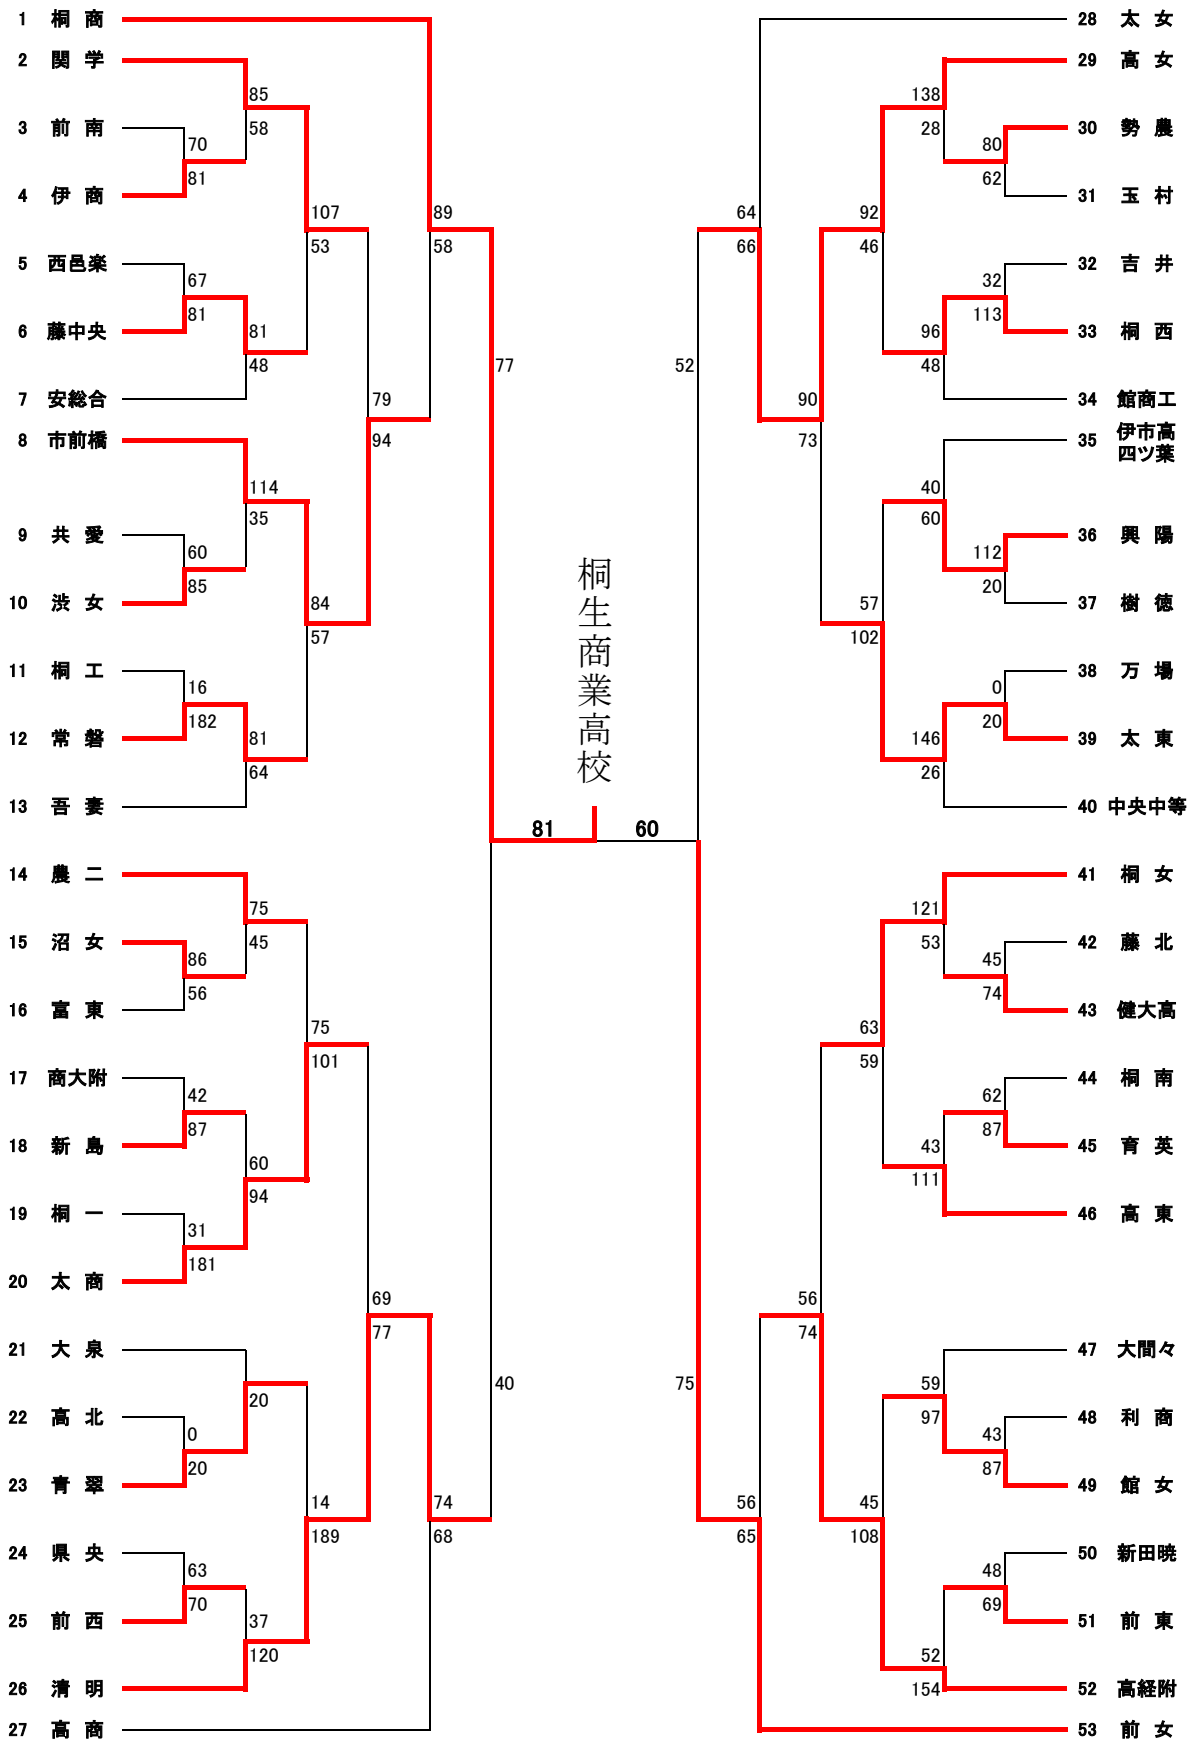 1 桐 商
2 関 学
85
58
3 前 南
70
81
4 伊 商
107
53
89
58
5 西邑楽
67
81
6 藤中央
81
48
7 安総合
77
79
94
8 市前橋
114
35
9 共 愛
60
85
10 渋 女
84
57
11 桐 工
16
182
12 常 磐
81
64
13 吾 妻
14 農 二
75
45
15 沼 女
86
56
16 富 東
75
101
17 商大附
42
87
18 新 島
60
94
19 桐 一
31
181
20 太 商
69
77
21 大 泉
20
22 高 北
0
20
23 青 翠
40
14
189
74
68
24 県 央
63
70
25 前 西
37
120
26 清 明
27 高 商
桐生商業高校
81 60
28 太 女
29 高 女
138
28
30 勢 農
80
62
31 玉 村
64
66
92
46
32 吉 井
32
113
33 桐 西
96
48
34 館商工
52
90
73
35 伊市高
四ツ葉
40
60
36 興 陽
112
20
37 樹 徳
57
102
38 万 場
0
20
39 太 東
146
26
40 中央中等
41 桐 女
121
53
42 藤 北
45
74
43 健大高
63
59
44 桐 南
62
87
45 育 英
43
111
46 高 東
56
74
47 大間々
59
97
48 利 商
43
87
49 館 女
75
56
65
45
108
50 新田暁
48
69
51 前 東
52
154
52 高経附
53 前 女